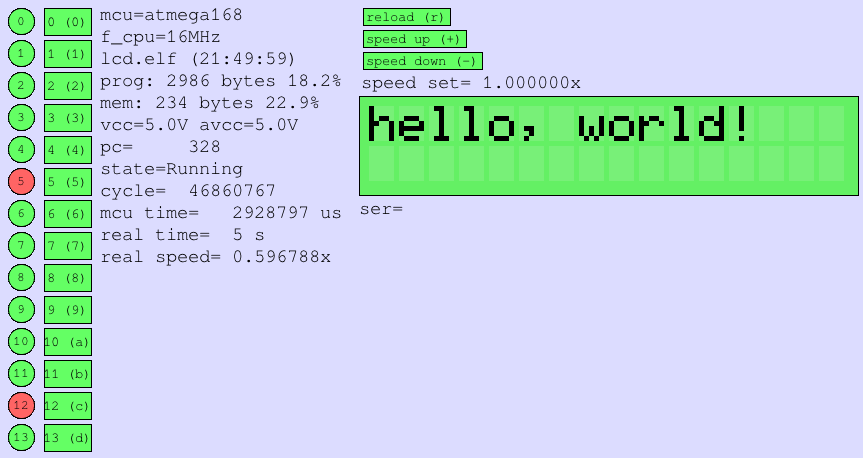 0
1
2
3
4
5
6
7
8
9
10
11
12
13
0 (0)
1 (1)
2 (2)
3 (3)
4 (4)
5 (5)
6 (6)
7 (7)
8 (8)
9 (9)
10 (a)
11 (b)
12 (c)
13 (d)
mcu=atmega168
f_cpu=16MHz
lcd.elf (21:49:59)
prog: 2986 bytes 18.2%
mem: 234 bytes 22.9%
vcc=5.0V avcc=5.0V
pc=     328
state=Running
cycle=  46860767
mcu time=   2928797 us
real time=  5 s
real speed= 0.596788x
reload (r)
speed up (+)
speed down (-)
speed set= 1.000000x
hello, world!
ser=